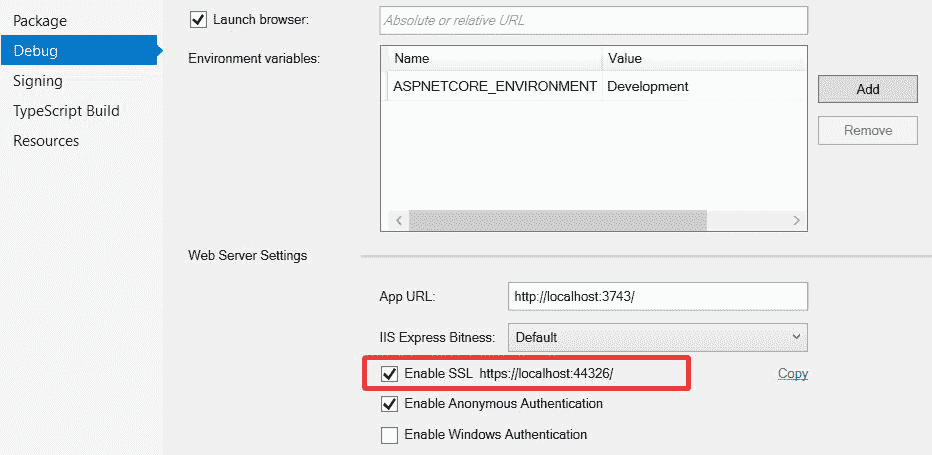 Package
Debug
Signing
TypeScript Build
Resources
Launch browser:
Absolute or relative URL
Environment variables:
Name Value
ASPNETCORE_ENVIRONMENT Development
Add
Remove
Web Server Settings
App URL: http://localhost:3743/
IIS Express Bitness: Default
Enable SSL https://localhost:44326/ Copy
Enable Anonymous Authentication
Enable Windows Authentication